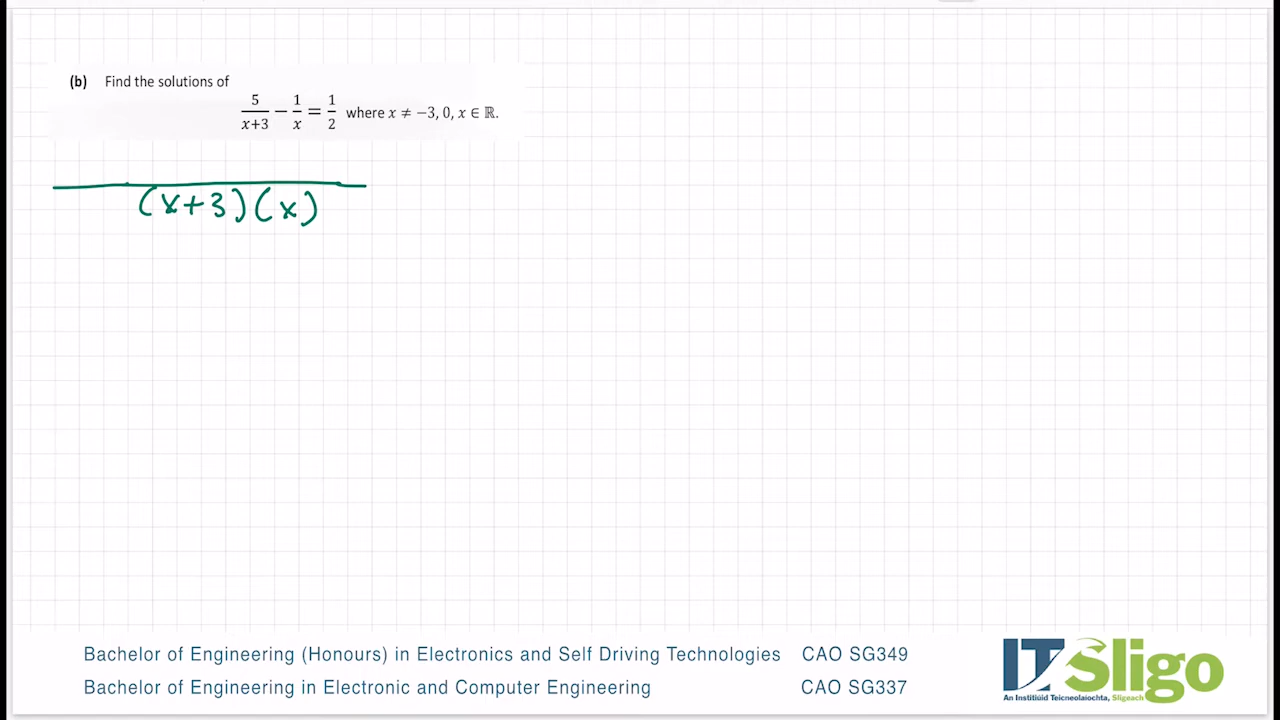 (b) Find the solutions of
5/x+3 − 1/x = 1/2 where x ≠ −3, 0, x ∈ ℝ.
(x+3)(x)
Bachelor of Engineering (Honours) in Electronics and Self Driving Technologies CAO SG349
Bachelor of Engineering in Electronic and Computer Engineering CAO SG337
IT Sligo
An Institiúid Teicneolaíochta, Sligeach